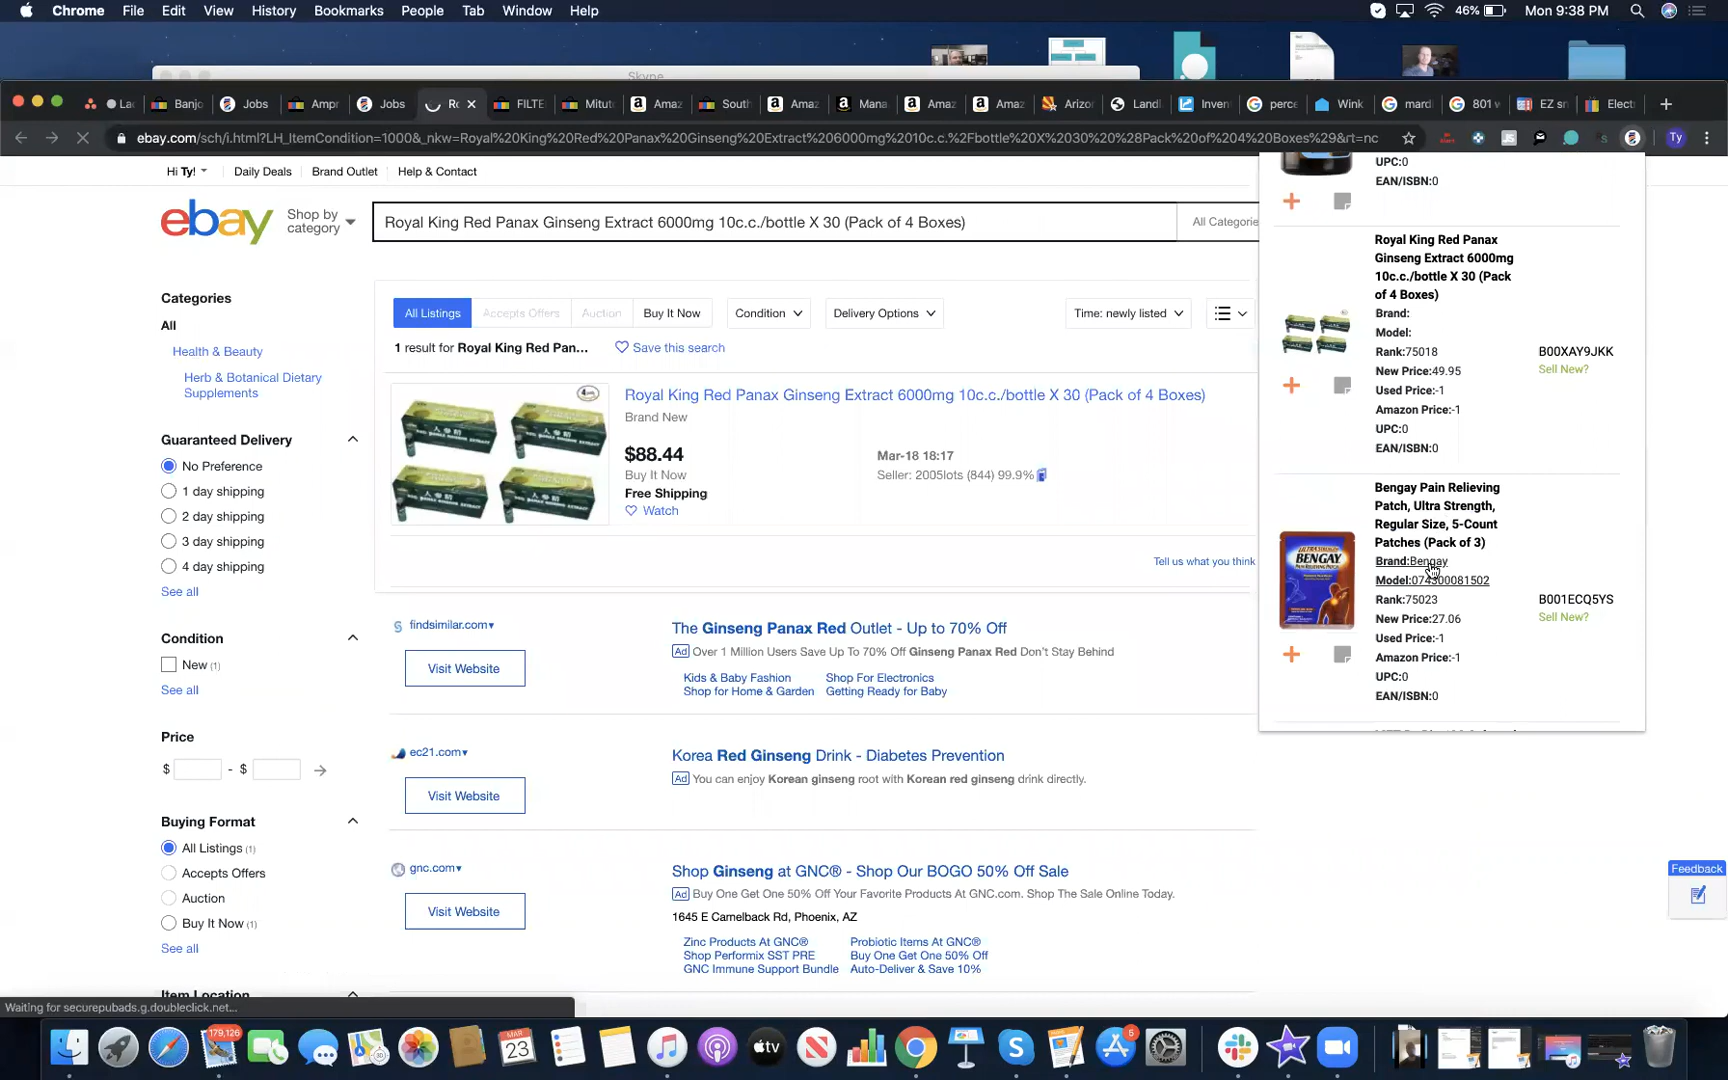 Chrome File Edit View History Bookmarks People Tab Window Help
46% Mon 9:38 PM
Skype
Banjo Jobs Ampr Jobs Ro FILTE Mitut Amaz South Amaz Mana Amaz Amaz Arizo Landl Inven perce Wink mardi 801 w EZ sn Electr
ebay.com/sch/i.html?LH_ItemCondition=1000&_nkw=Royal%20King%20Red%20Panax%20Ginseng%20Extract%206000mg%2010c.c.%2Fbottle%20X%2030%20%28Pack%20of%204%20Boxes%29&rt=nc
Ty
Hi Ty! Daily Deals Brand Outlet Help & Contact
ebay
Shop by
category
Royal King Red Panax Ginseng Extract 6000mg 10c.c./bottle X 30 (Pack of 4 Boxes)
All Categorie
Categories
All
Health & Beauty
Herb & Botanical Dietary
Supplements
Guaranteed Delivery
No Preference
1 day shipping
2 day shipping
3 day shipping
4 day shipping
See all
Condition
New (1)
See all
Price
$ - $
Buying Format
All Listings (1)
Accepts Offers
Auction
Buy It Now (1)
See all
Item Location
All Listings Accepts Offers Auction Buy It Now Condition Delivery Options Time: newly listed
1 result for Royal King Red Pan... Save this search
Royal King Red Panax Ginseng Extract 6000mg 10c.c./bottle X 30 (Pack of 4 Boxes)
Brand New
$88.44
Buy It Now
Free Shipping
Watch
Mar-18 18:17
Seller: 2005lots (844) 99.9%
Tell us what you think
findsimilar.com
Visit Website
The Ginseng Panax Red Outlet - Up to 70% Off
Ad Over 1 Million Users Save Up To 70% Off Ginseng Panax Red Don't Stay Behind
Kids & Baby Fashion Shop For Electronics
Shop for Home & Garden Getting Ready for Baby
ec21.com
Visit Website
Korea Red Ginseng Drink - Diabetes Prevention
Ad You can enjoy Korean ginseng root with Korean red ginseng drink directly.
gnc.com
Visit Website
Shop Ginseng at GNC® - Shop Our BOGO 50% Off Sale
Ad Buy One Get One 50% Off Your Favorite Products At GNC.com. Shop The Sale Online Today.
1645 E Camelback Rd, Phoenix, AZ
Zinc Products At GNC® Probiotic Items At GNC®
Shop Performix SST PRE Buy One Get One 50% Off
GNC Immune Support Bundle Auto-Deliver & Save 10%
UPC:0
EAN/ISBN:0
Royal King Red Panax
Ginseng Extract 6000mg
10c.c./bottle X 30 (Pack
of 4 Boxes)
Brand:
Model:
Rank:75018
New Price:49.95
Used Price:-1
Amazon Price:-1
UPC:0
EAN/ISBN:0
B00XAY9JKK
Sell New?
Bengay Pain Relieving
Patch, Ultra Strength,
Regular Size, 5-Count
Patches (Pack of 3)
Brand:Bengay
Model:074300081502
Rank:75023
New Price:27.06
Used Price:-1
Amazon Price:-1
UPC:0
EAN/ISBN:0
B001ECQ5YS
Sell New?
BENGAY
Feedback
Waiting for securepubads.g.doubleclick.net...
179,126
MAR
23
tv
5